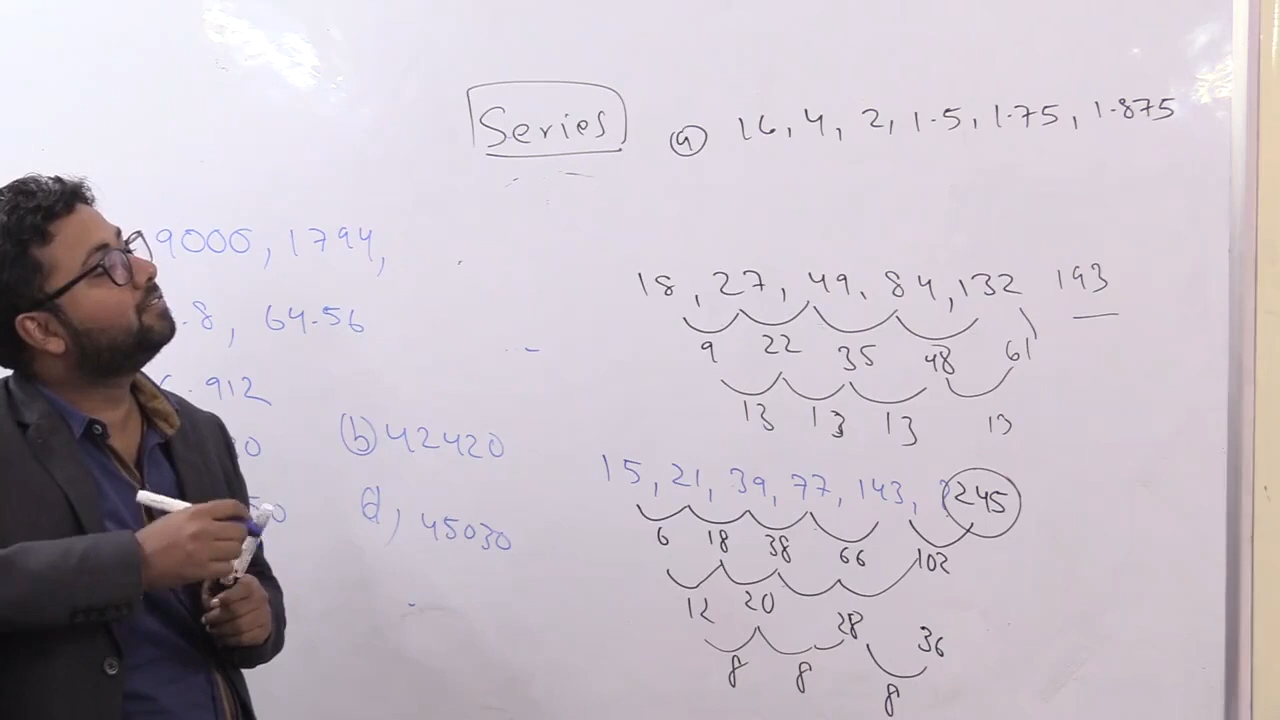 Series
(a) 16, 4, 2, 1.5, 1.75, 1.875
9000, 1794,
.8, 64.56
.912
(b) 42420
d, 45030
18, 27, 49, 84, 132 193
9 22 35 48 61
13 13 13 13
15, 21, 39, 77, 143, 245
6 18 38 66 102
12 20 28 36
8 8 8